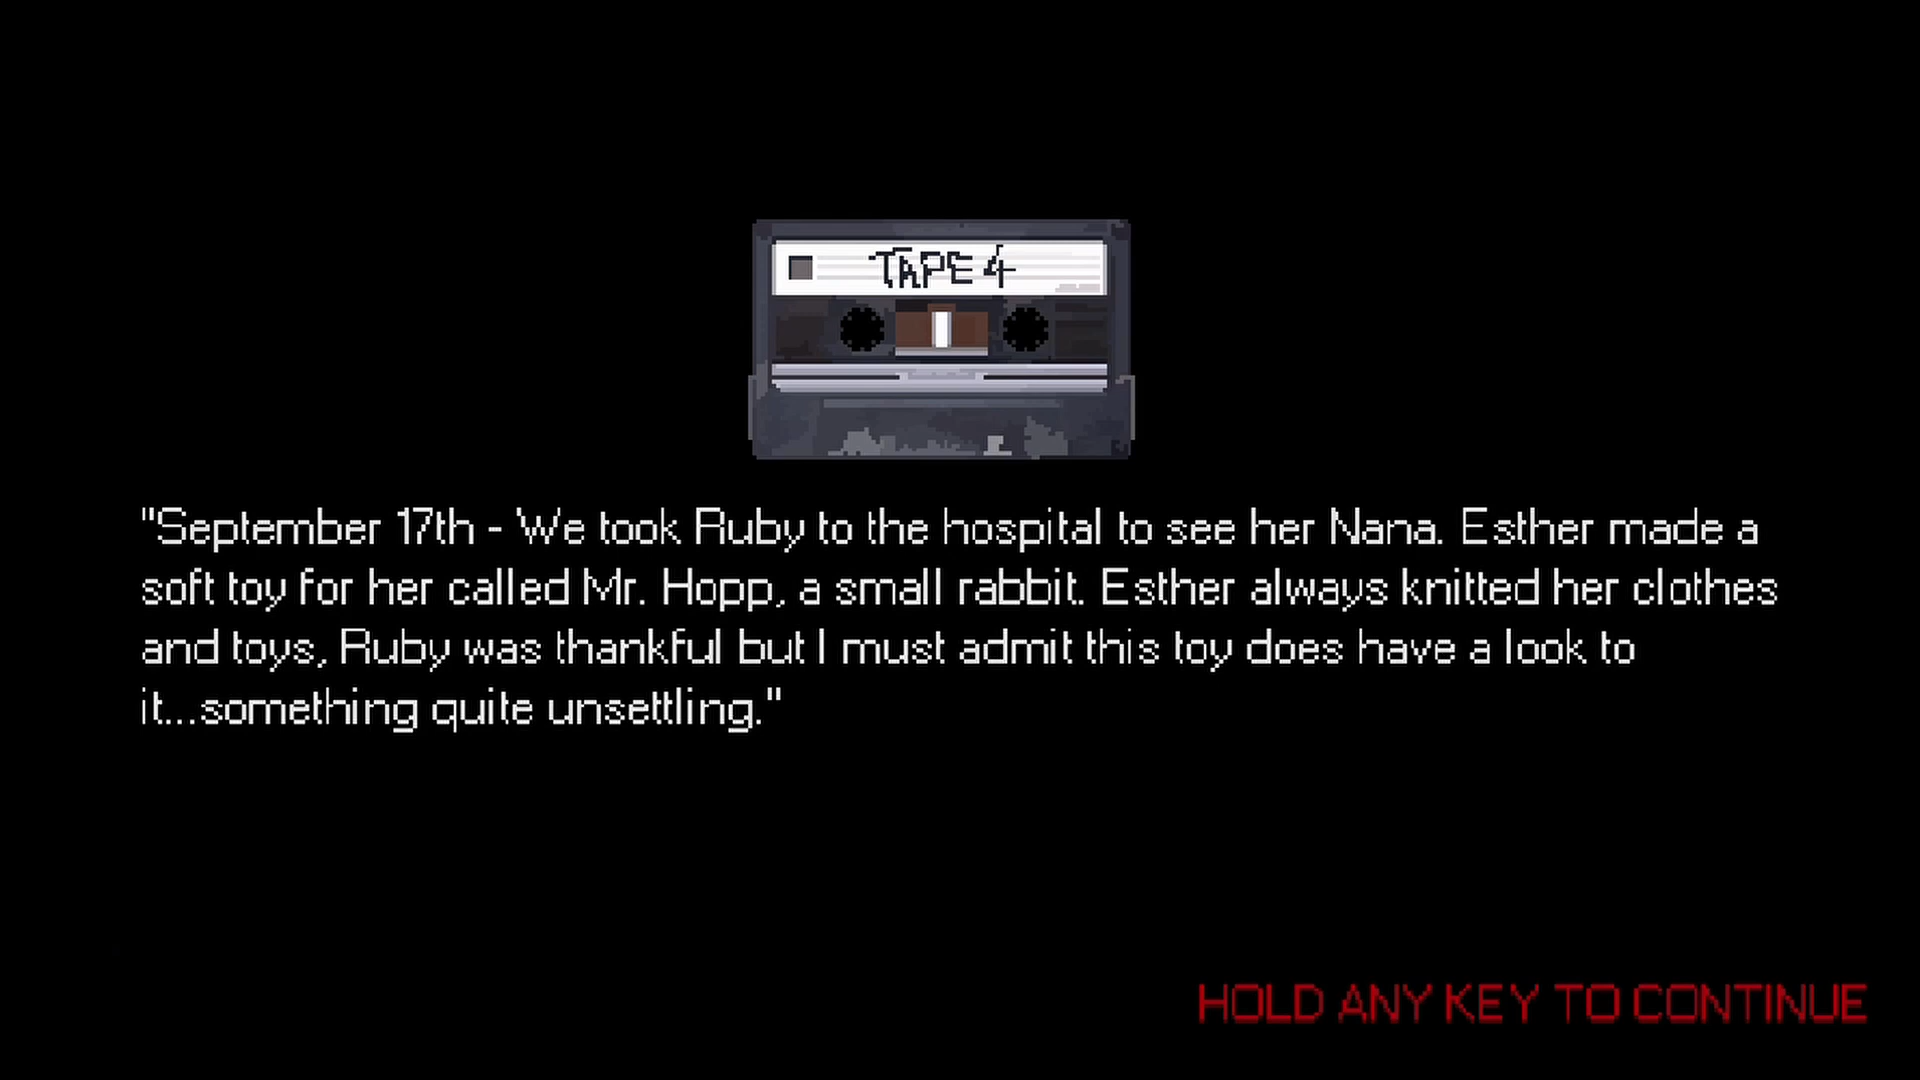 TAPE 4
"September 17th - We took Ruby to the hospital to see her Nana. Esther made a
soft toy for her called Mr. Hopp, a small rabbit. Esther always knitted her clothes
and toys, Ruby was thankful but I must admit this toy does have a look to
it...something quite unsettling."
HOLD ANY KEY TO CONTINUE